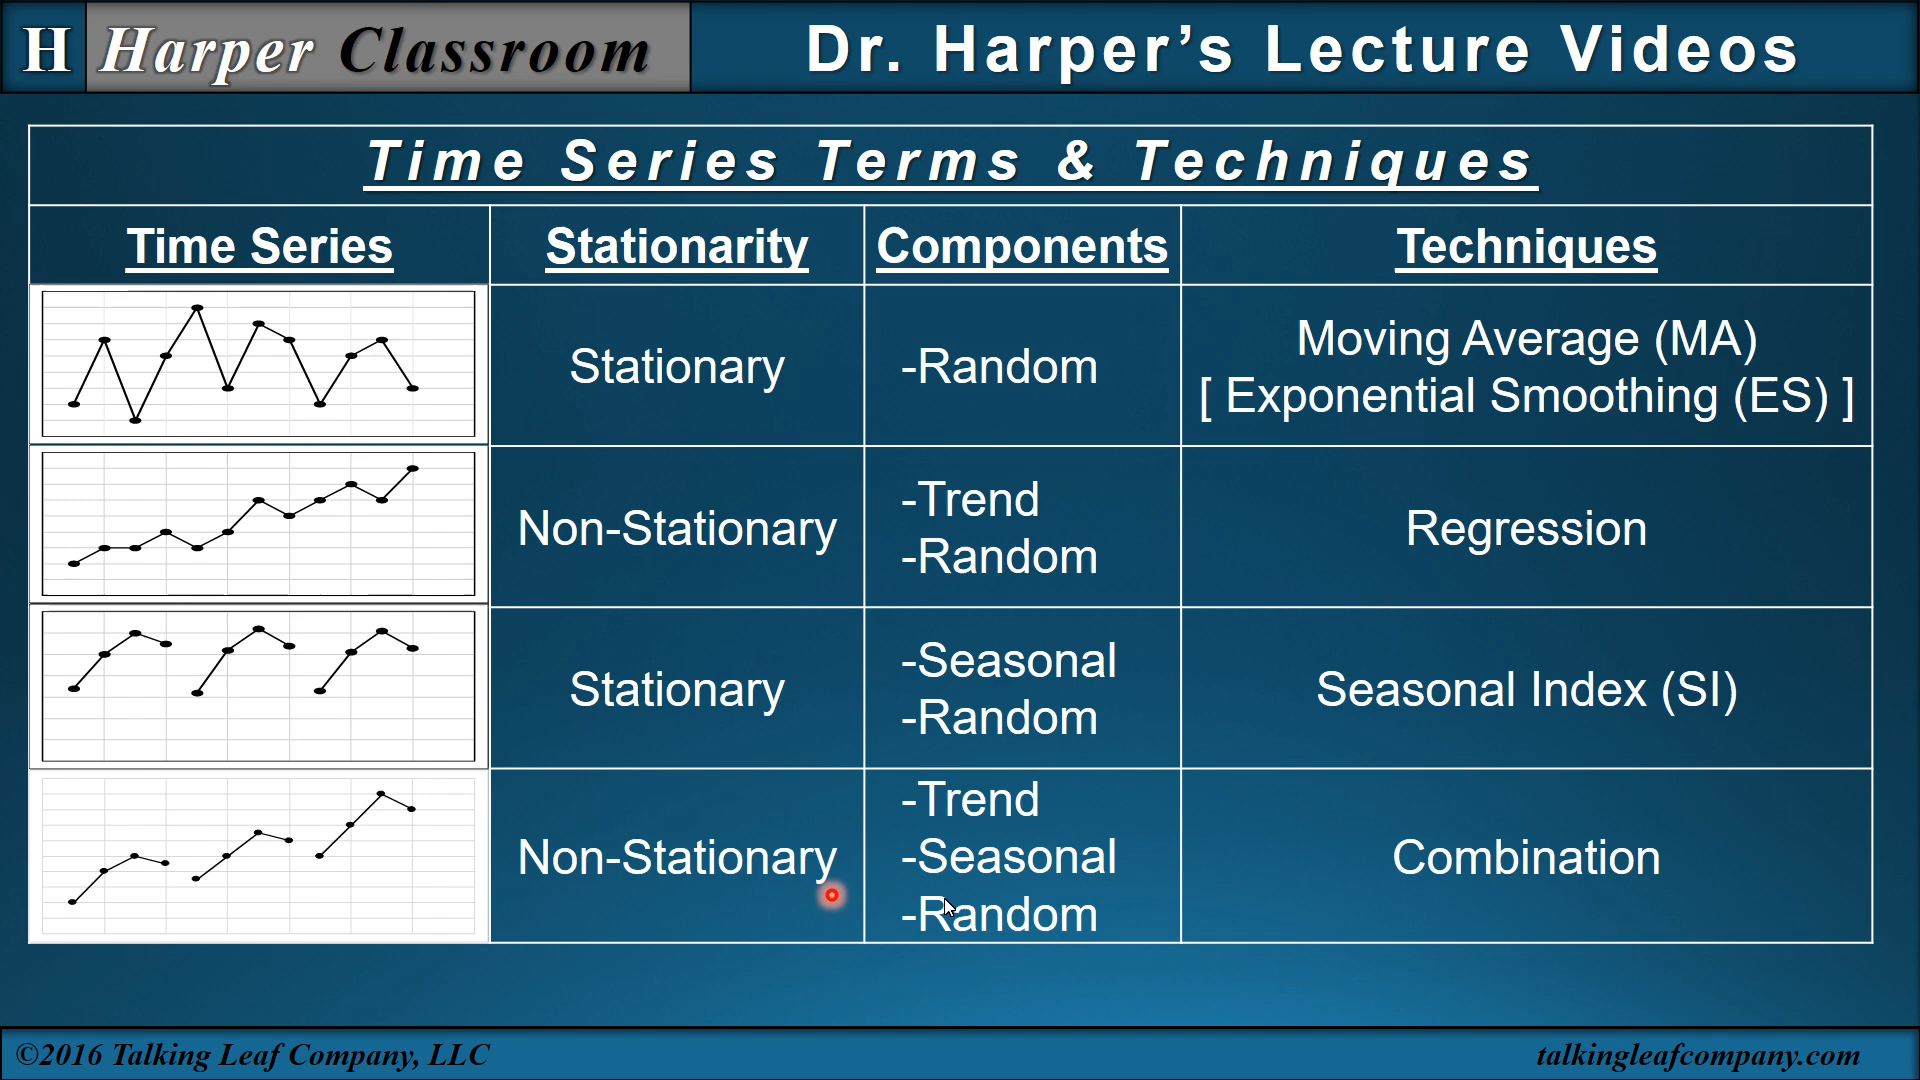 H Harper Classroom Dr. Harper’s Lecture Videos
Time Series Terms & Techniques
Time Series Stationarity Components Techniques
Stationary -Random Moving Average (MA)
[ Exponential Smoothing (ES) ]
Non-Stationary -Trend Regression
-Random
Stationary -Seasonal Seasonal Index (SI)
-Random
Non-Stationary -Trend Combination
-Seasonal
-Random
©2016 Talking Leaf Company, LLC talkingleafcompany.com